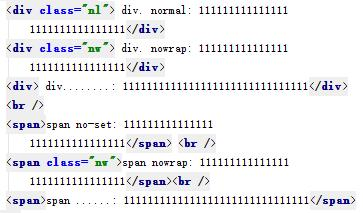 <div class="nl"> div. normal: 111111111111111
1111111111111111</div>
<div class="nw"> div. nowrap: 111111111111111
1111111111111111</div>
<div> div........: 1111111111111111111111111111111</div>
<br />
<span>span no-set: 111111111111111
1111111111111111</span> <br />
<span class="nw">span nowrap: 111111111111111
1111111111111111</span><br />
<span>span ......: 1111111111111111111111111111111</span>